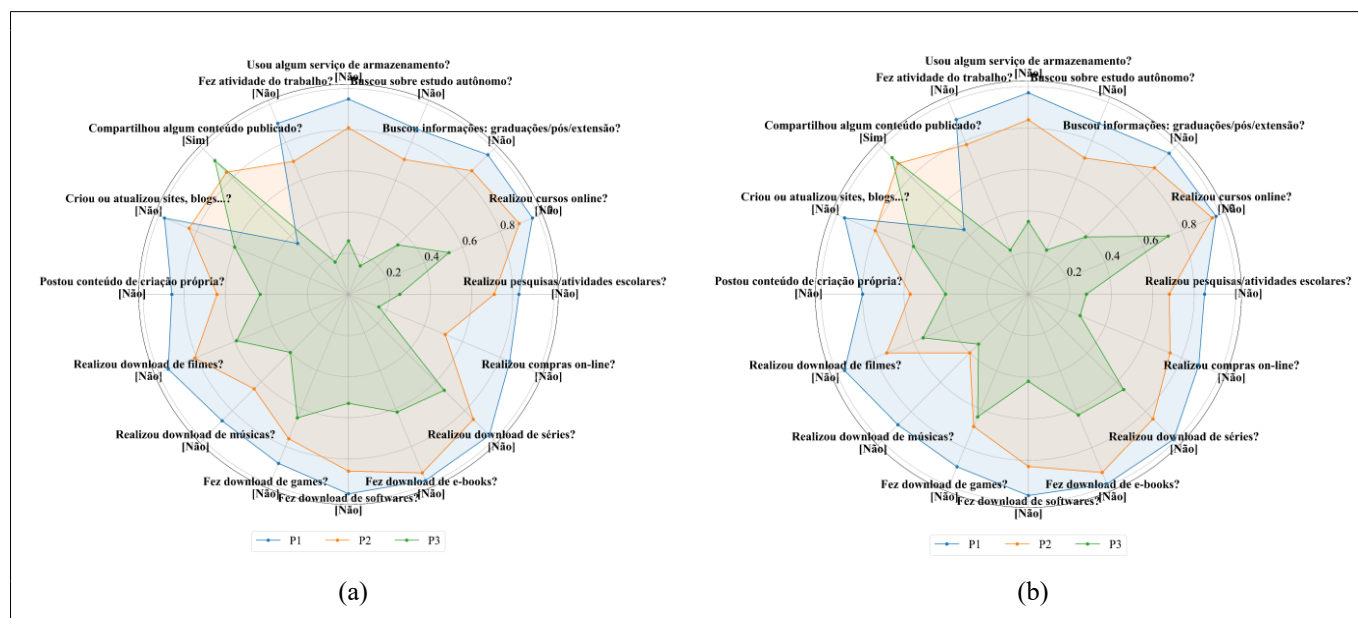 Usou algum serviço de armazenamento?
[Não]
Fez atividade do trabalho?
[Não]
Buscou sobre estudo autônomo?
[Não]
Compartilhou algum conteúdo publicado?
[Sim]
Buscou informações: graduações/pós/extensão?
[Não]
Criou ou atualizou sites, blogs...?
[Não]
Realizou cursos online?
[Não]
0.8
0.6
0.4
0.2
Postou conteúdo de criação própria?
[Não]
Realizou pesquisas/atividades escolares?
[Não]
Realizou download de filmes?
[Não]
Realizou compras on-line?
[Não]
Realizou download de músicas?
[Não]
Realizou download de séries?
[Não]
Fez download de games?
[Não]
Fez download de e-books?
[Não]
Fez download de softwares?
[Não]
P1 P2 P3
(a)
Usou algum serviço de armazenamento?
[Não]
Fez atividade do trabalho?
[Não]
Buscou sobre estudo autônomo?
[Não]
Compartilhou algum conteúdo publicado?
[Sim]
Buscou informações: graduações/pós/extensão?
[Não]
Criou ou atualizou sites, blogs...?
[Não]
Realizou cursos online?
[Não]
0.8
0.6
0.4
0.2
Postou conteúdo de criação própria?
[Não]
Realizou pesquisas/atividades escolares?
[Não]
Realizou download de filmes?
[Não]
Realizou compras on-line?
[Não]
Realizou download de músicas?
[Não]
Realizou download de séries?
[Não]
Fez download de games?
[Não]
Fez download de e-books?
[Não]
Fez download de softwares?
[Não]
P1 P2 P3
(b)